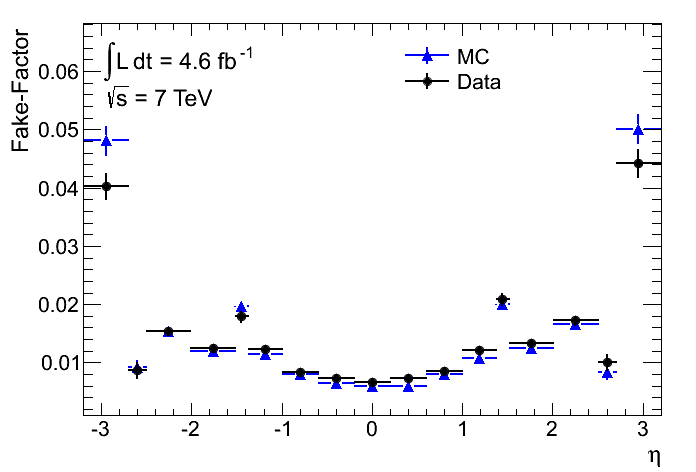 Fake-Factor
∫L dt = 4.6 fb⁻¹
√s = 7 TeV
MC
Data
0.06
0.05
0.04
0.03
0.02
0.01
-3 -2 -1 0 1 2 3
η